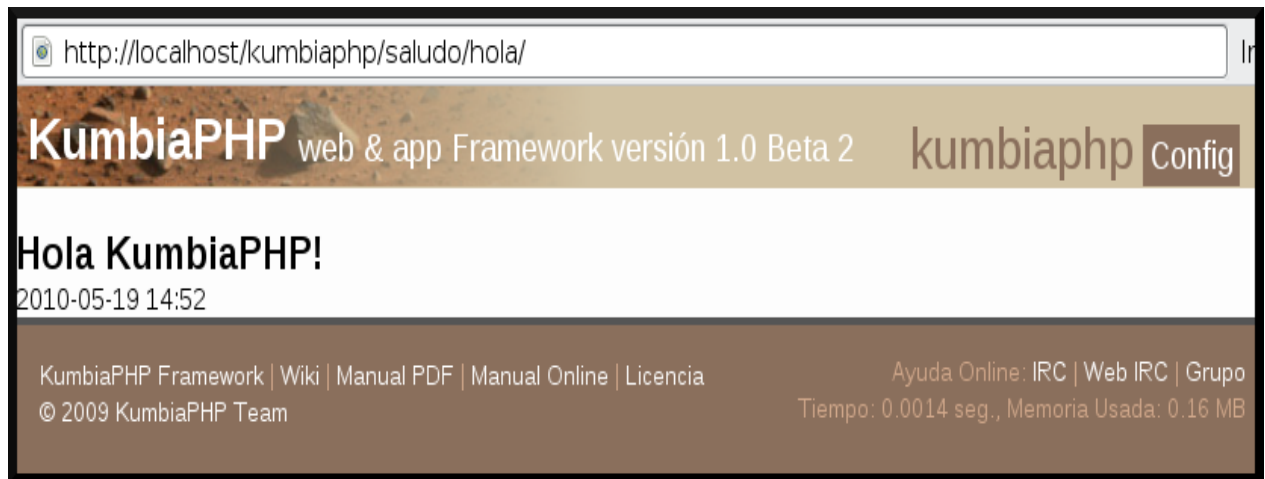 http://localhost/kumbiaphp/saludo/hola/
KumbiaPHP web & app Framework versión 1.0 Beta 2 kumbiaphp Config
Hola KumbiaPHP!
2010-05-19 14:52
KumbiaPHP Framework | Wiki | Manual PDF | Manual Online | Licencia
Ayuda Online: IRC | Web IRC | Grupo
© 2009 KumbiaPHP Team
Tiempo: 0.0014 seg., Memoria Usada: 0.16 MB